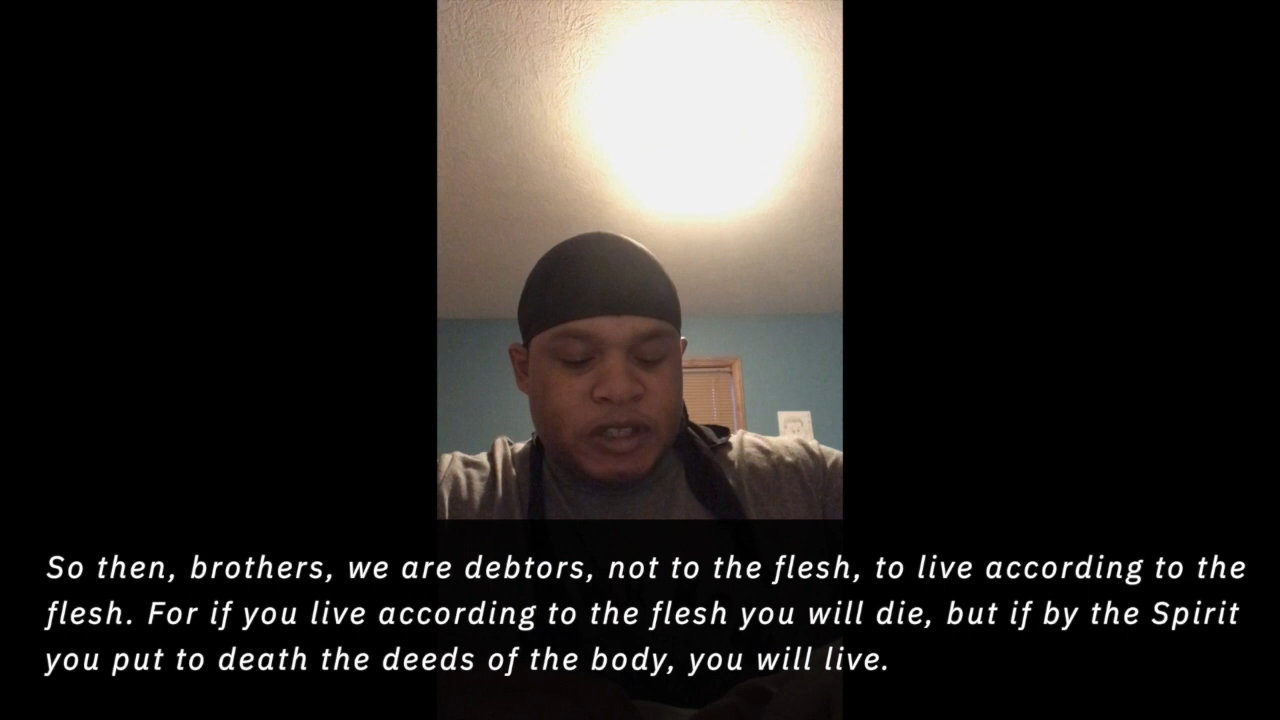 So then, brothers, we are debtors, not to the flesh, to live according to the
flesh. For if you live according to the flesh you will die, but if by the Spirit
you put to death the deeds of the body, you will live.